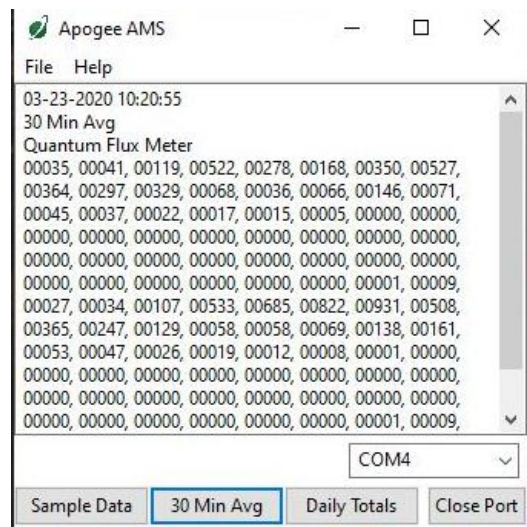 Apogee AMS
File Help
03-23-2020 10:20:55
30 Min Avg
Quantum Flux Meter
00035, 00041, 00119, 00522, 00278, 00168, 00350, 00527,
00364, 00297, 00329, 00068, 00036, 00066, 00146, 00071,
00045, 00037, 00022, 00017, 00015, 00005, 00000, 00000,
00000, 00000, 00000, 00000, 00000, 00000, 00000, 00000,
00000, 00000, 00000, 00000, 00000, 00000, 00000, 00000,
00000, 00000, 00000, 00000, 00000, 00000, 00001, 00009,
00027, 00034, 00107, 00533, 00685, 00822, 00931, 00508,
00365, 00247, 00129, 00058, 00058, 00069, 00138, 00161,
00053, 00047, 00026, 00019, 00012, 00008, 00001, 00000,
00000, 00000, 00000, 00000, 00000, 00000, 00000, 00000,
00000, 00000, 00000, 00000, 00000, 00000, 00000, 00000,
00000, 00000, 00000, 00000, 00000, 00000, 00001, 00009,
COM4
Sample Data 30 Min Avg Daily Totals Close Port